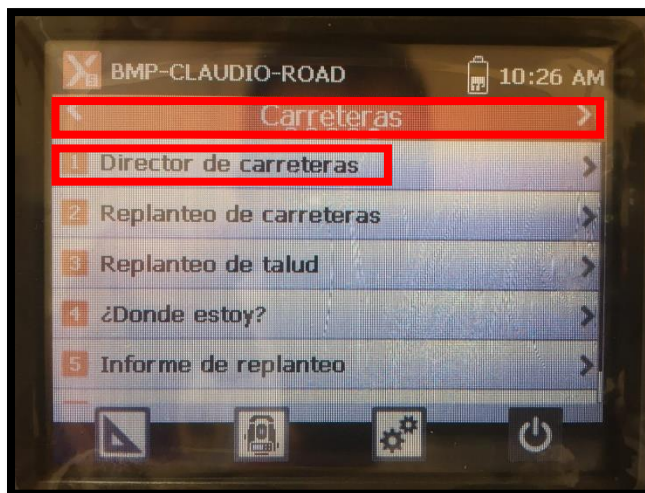 BMP-CLAUDIO-ROAD 10:26 AM
Carreteras
1 Director de carreteras
2 Replanteo de carreteras
3 Replanteo de talud
4 ¿Donde estoy?
5 Informe de replanteo